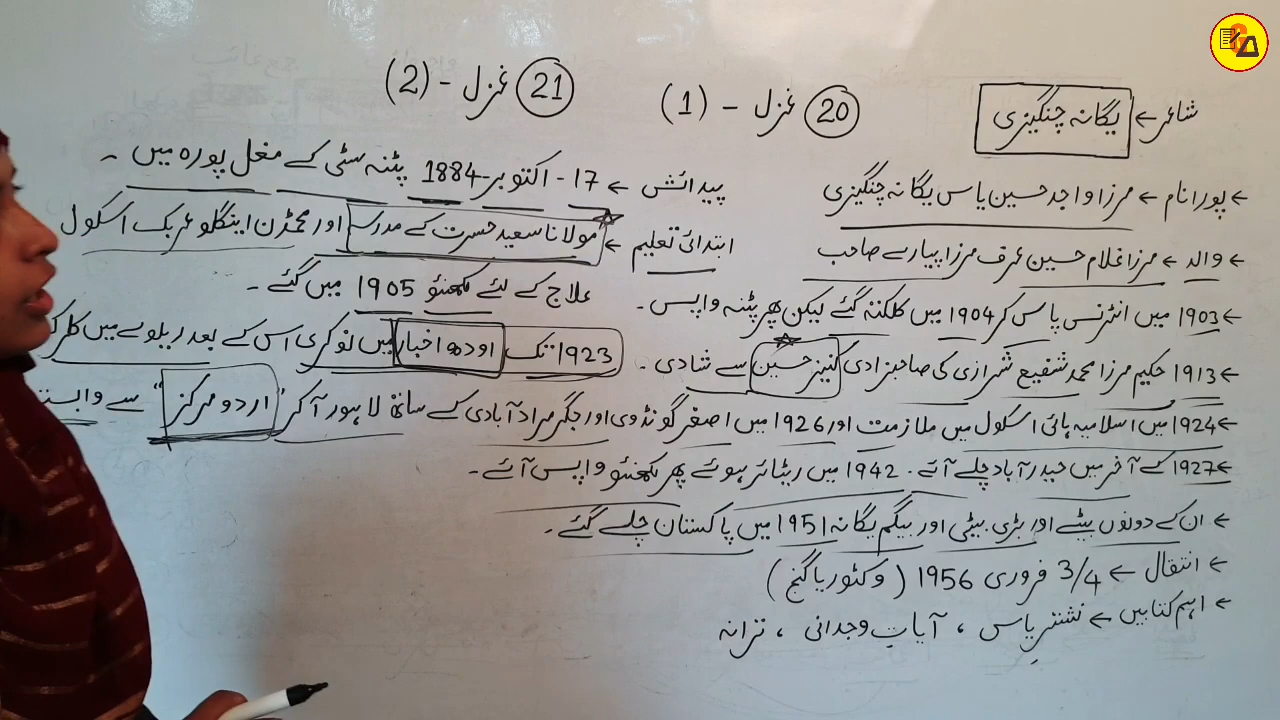 شاعر ← یگانہ چنگیزی
20 غزل - (1)
21 غزل - (2)
← پورا نام ← مرزا واجد حسین یاس یگانہ چنگیزی
پیدائش ← 17 - اکتوبر - 1884 پٹنہ سٹی کے مغل پورہ میں ۔
← والد ← مرزا غلام حسین عرف مرزا پیارے صاحب
ابتدائی تعلیم ← مولانا سعید حسرت کے مدرسہ اور محمڈن اینگلو عربک اسکول
← 1903 میں انٹرنس پاس کر 1904 میں کلکتہ گئے لیکن پھر پٹنہ واپس ۔
علاج کے لئے لکھنؤ 1905 میں گئے ۔
← 1913 حکیم مرزا محمد شفیع شیرازی کی صاحبزادی کنیز حسین سے شادی ۔
1923 تک اودھ اخبار میں نوکری اس کے بعد ریلوے میں کلرک
← 1924 میں اسلامیہ ہائی اسکول میں ملازمت اور 1926 میں اصغر گونڈوی اور جگر مرادآبادی کے ساتھ لاہور آ کر "اردو مرکز" سے وابستہ
← 1927 کے آخر میں حیدرآباد چلے آئے ۔ 1942 میں ریٹائر ہوئے پھر لکھنؤ واپس آئے ۔
← ان کے دونوں بیٹے اور بڑی بیٹی اور بیگم یگانہ 1951 میں پاکستان چلے گئے ۔
← انتقال ← 3/4 فروری 1956 (وکٹوریا گنج)
← اہم کتابیں ← نشترِ یاس ، آیاتِ وجدانی ، ترانہ